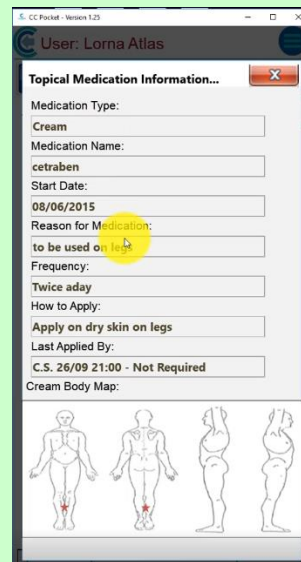 CC Pocket - Version 1.25
User: Lorna Atlas
Topical Medication Information...
Medication Type:
Cream
Medication Name:
cetraben
Start Date:
08/06/2015
Reason for Medication:
to be used on legs
Frequency:
Twice aday
How to Apply:
Apply on dry skin on legs
Last Applied By:
C.S. 26/09 21:00 - Not Required
Cream Body Map: